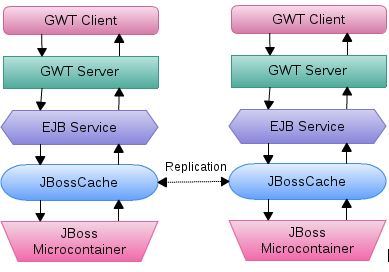 GWT Client
GWT Client
GWT Server
GWT Server
EJB Service
EJB Service
Replication
JBossCache
JBossCache
JBoss
Microcontainer
JBoss
Microcontainer